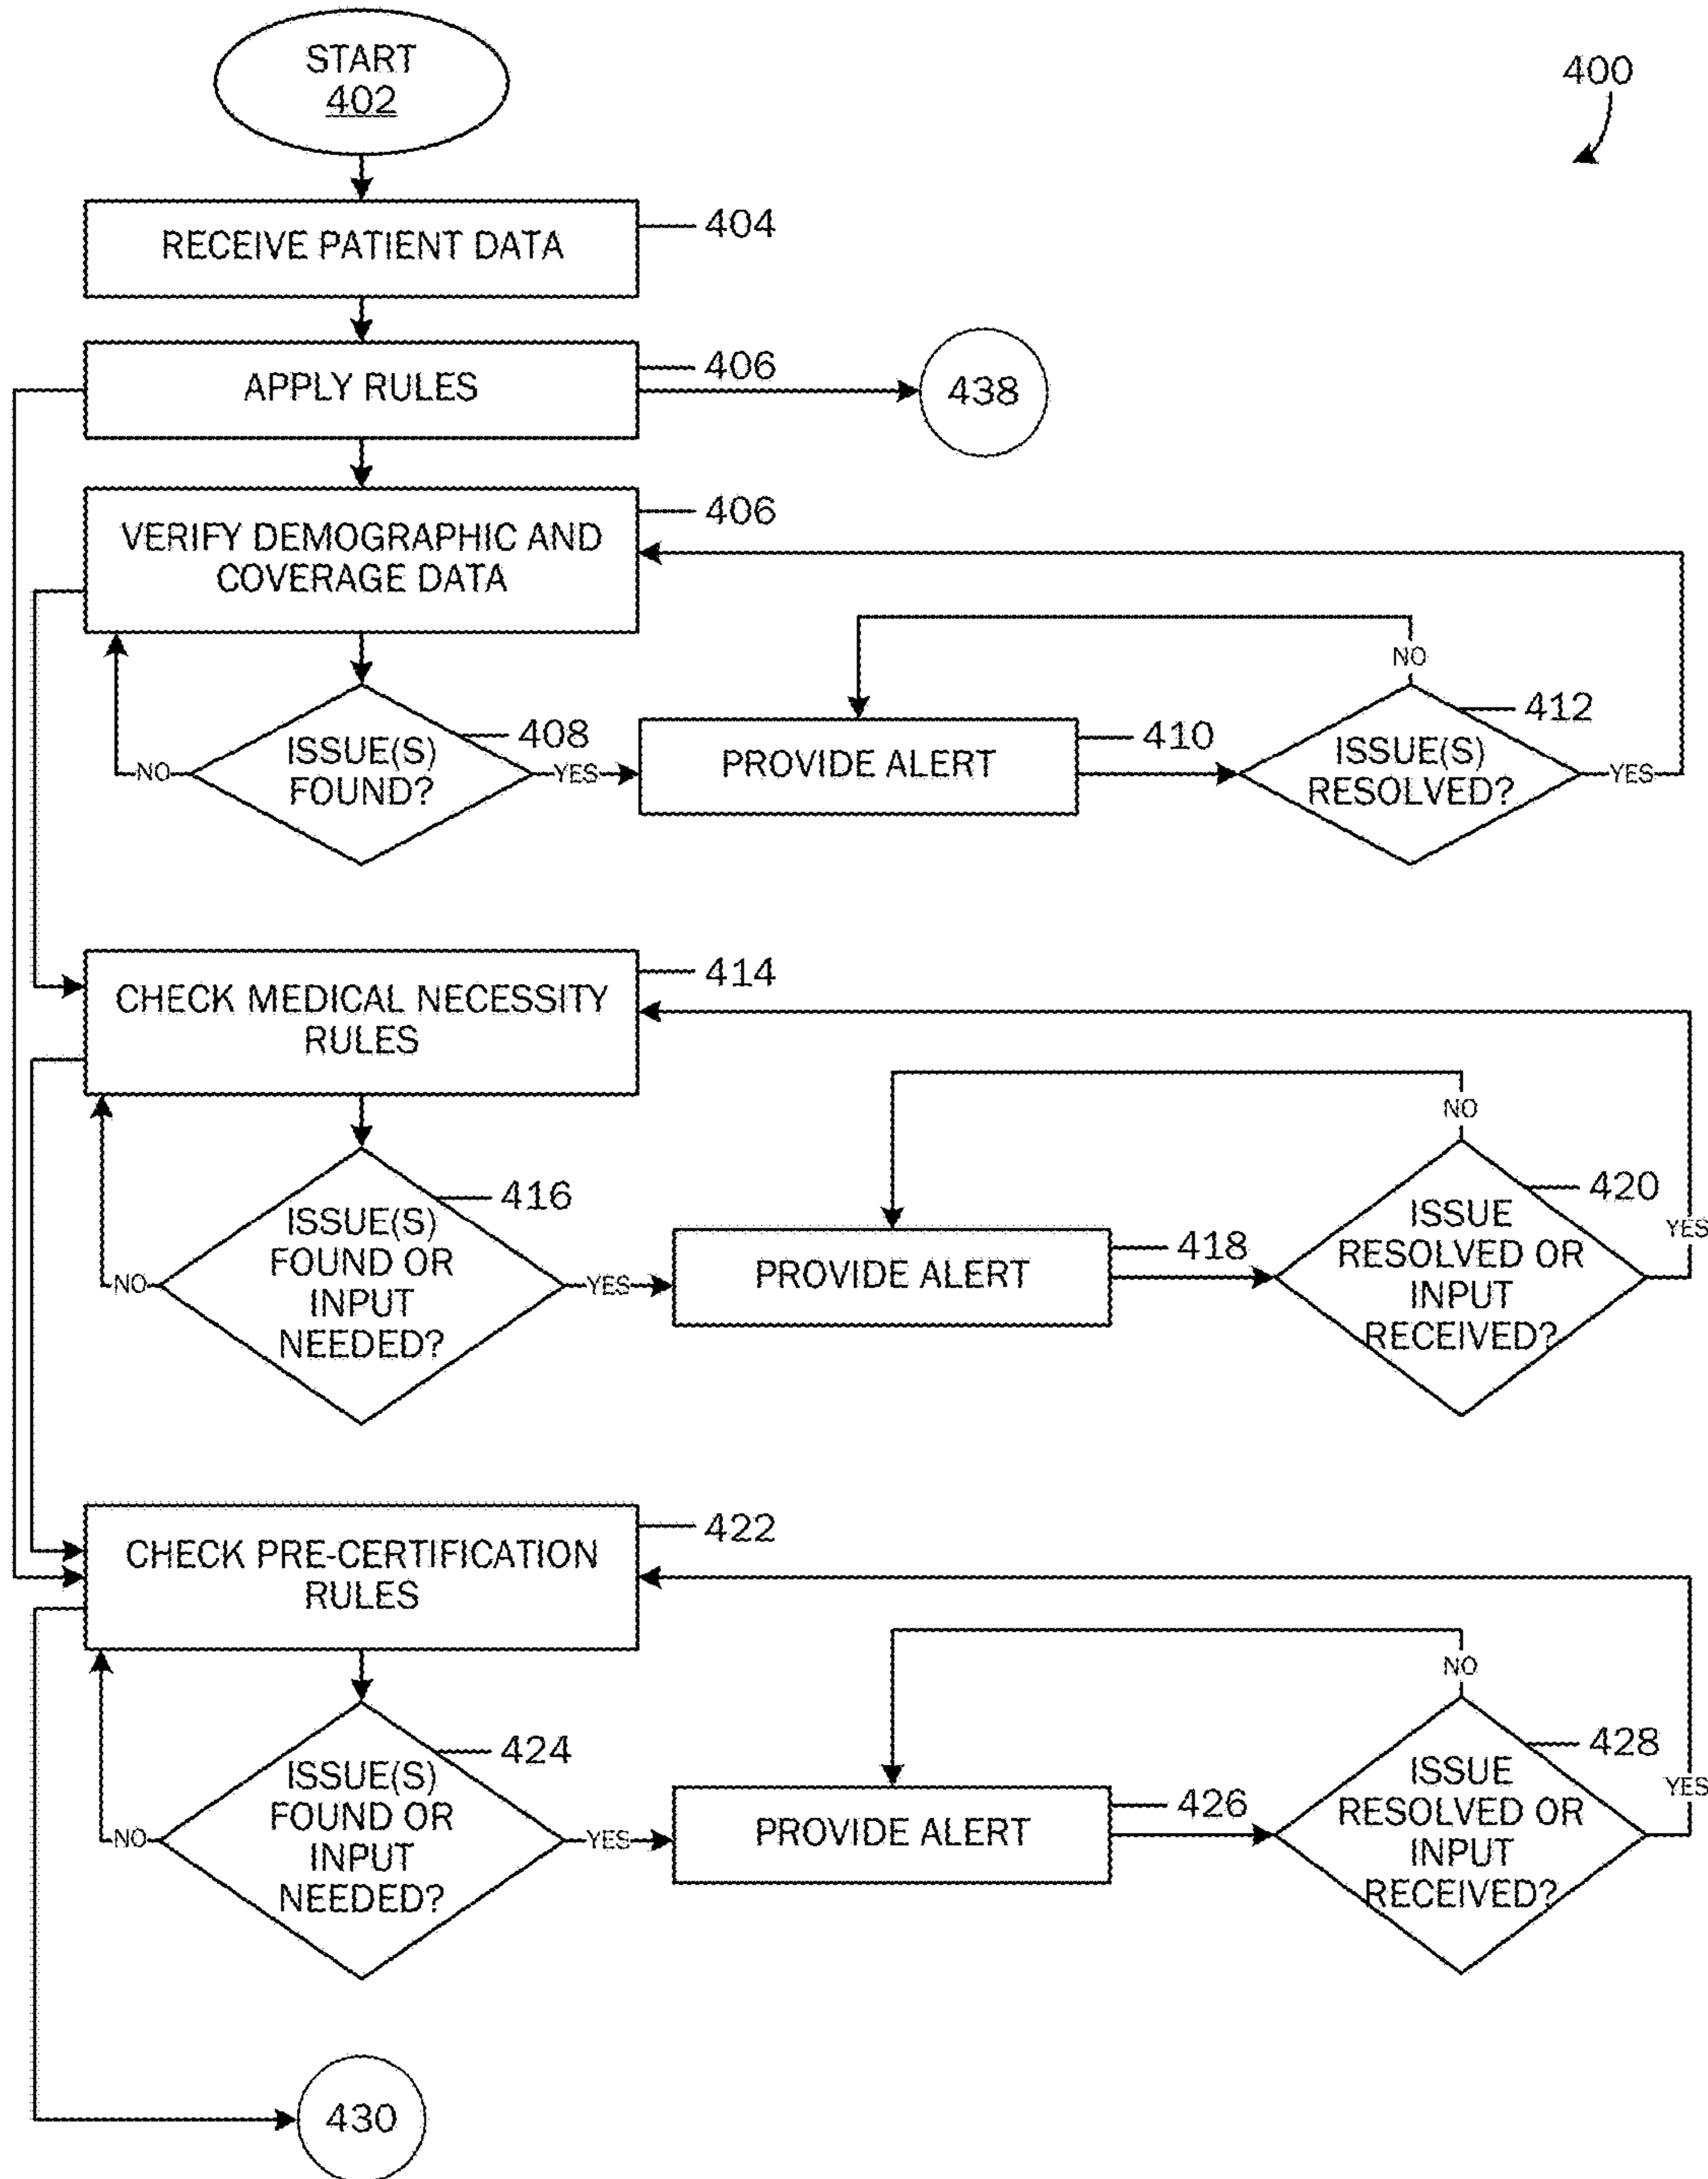 START
402
400
RECEIVE PATIENT DATA
404
APPLY RULES
406
438
VERIFY DEMOGRAPHIC AND
COVERAGE DATA
406
ISSUE(S)
FOUND?
408
NO
YES
PROVIDE ALERT
410
ISSUE(S)
RESOLVED?
412
NO
YES
CHECK MEDICAL NECESSITY
RULES
414
ISSUE(S)
FOUND OR
INPUT
NEEDED?
416
NO
YES
PROVIDE ALERT
418
ISSUE
RESOLVED OR
INPUT
RECEIVED?
420
NO
YES
CHECK PRE-CERTIFICATION
RULES
422
ISSUE(S)
FOUND OR
INPUT
NEEDED?
424
NO
YES
PROVIDE ALERT
426
ISSUE
RESOLVED OR
INPUT
RECEIVED?
428
NO
YES
430